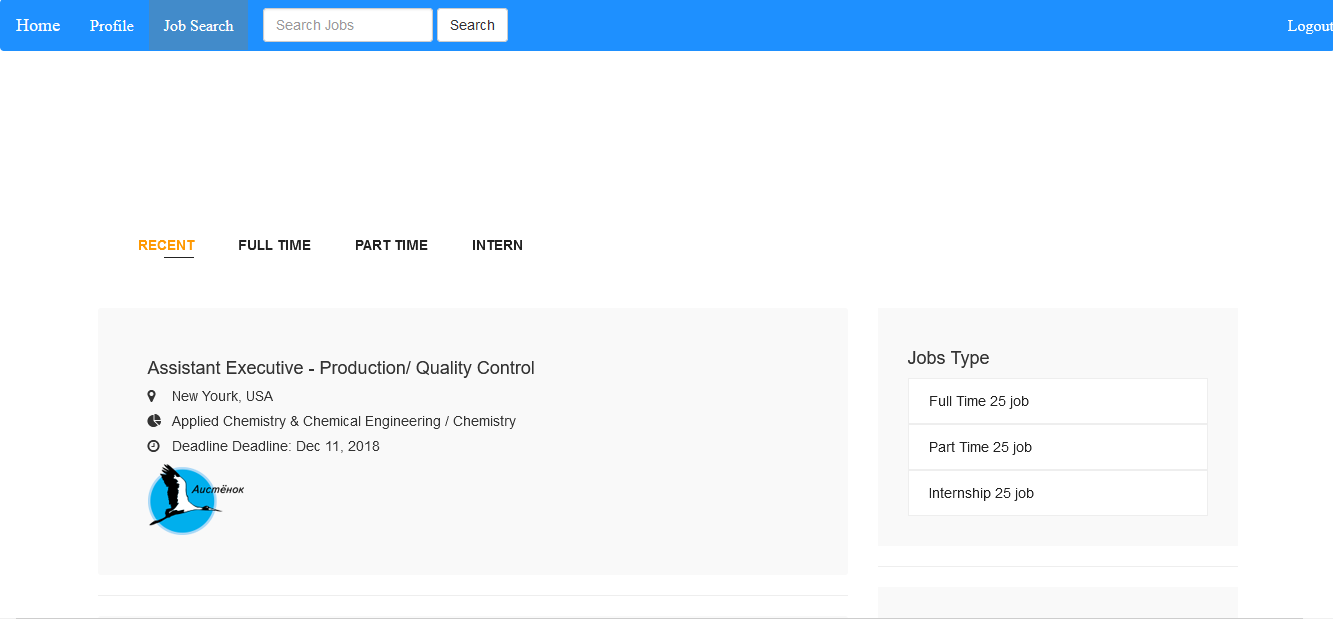 Home Profile Job Search Search Jobs Search Logout
RECENT FULL TIME PART TIME INTERN
Assistant Executive - Production/ Quality Control
New Yourk, USA
Applied Chemistry & Chemical Engineering / Chemistry
Deadline Deadline: Dec 11, 2018
Аистёнок
Jobs Type
Full Time 25 job
Part Time 25 job
Internship 25 job